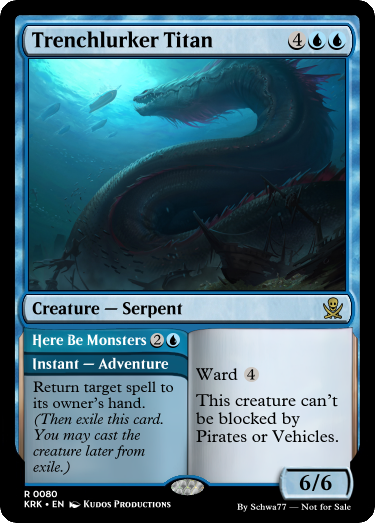 Trenchlurker Titan 4
Creature — Serpent
Here Be Monsters 2
Instant — Adventure
Return target spell to
its owner's hand.
(Then exile this card.
You may cast the
creature later from
exile.)
Ward 4
This creature can't
be blocked by
Pirates or Vehicles.
6/6
R 0080
KRK • EN Kudos Productions
By Schwa77 — Not for Sale